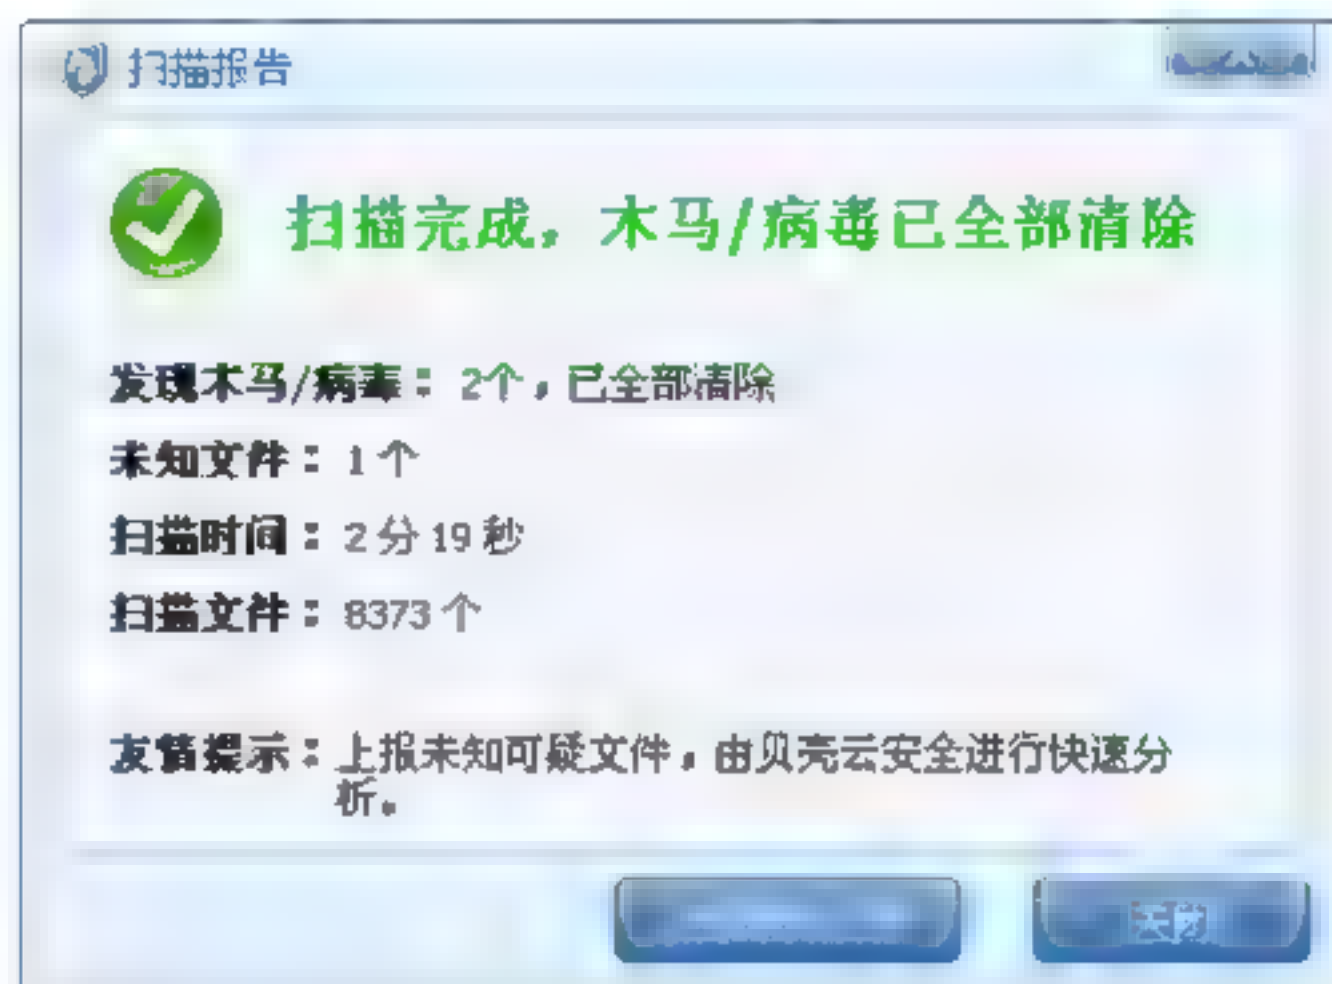 扫描报告
扫描完成，木马/病毒已全部清除
发现木马/病毒：2个，已全部清除
未知文件：1个
扫描时间：2分19秒
扫描文件：8373个
友情提示：上报未知可疑文件，由贝壳云安全进行快速分
析。
关闭